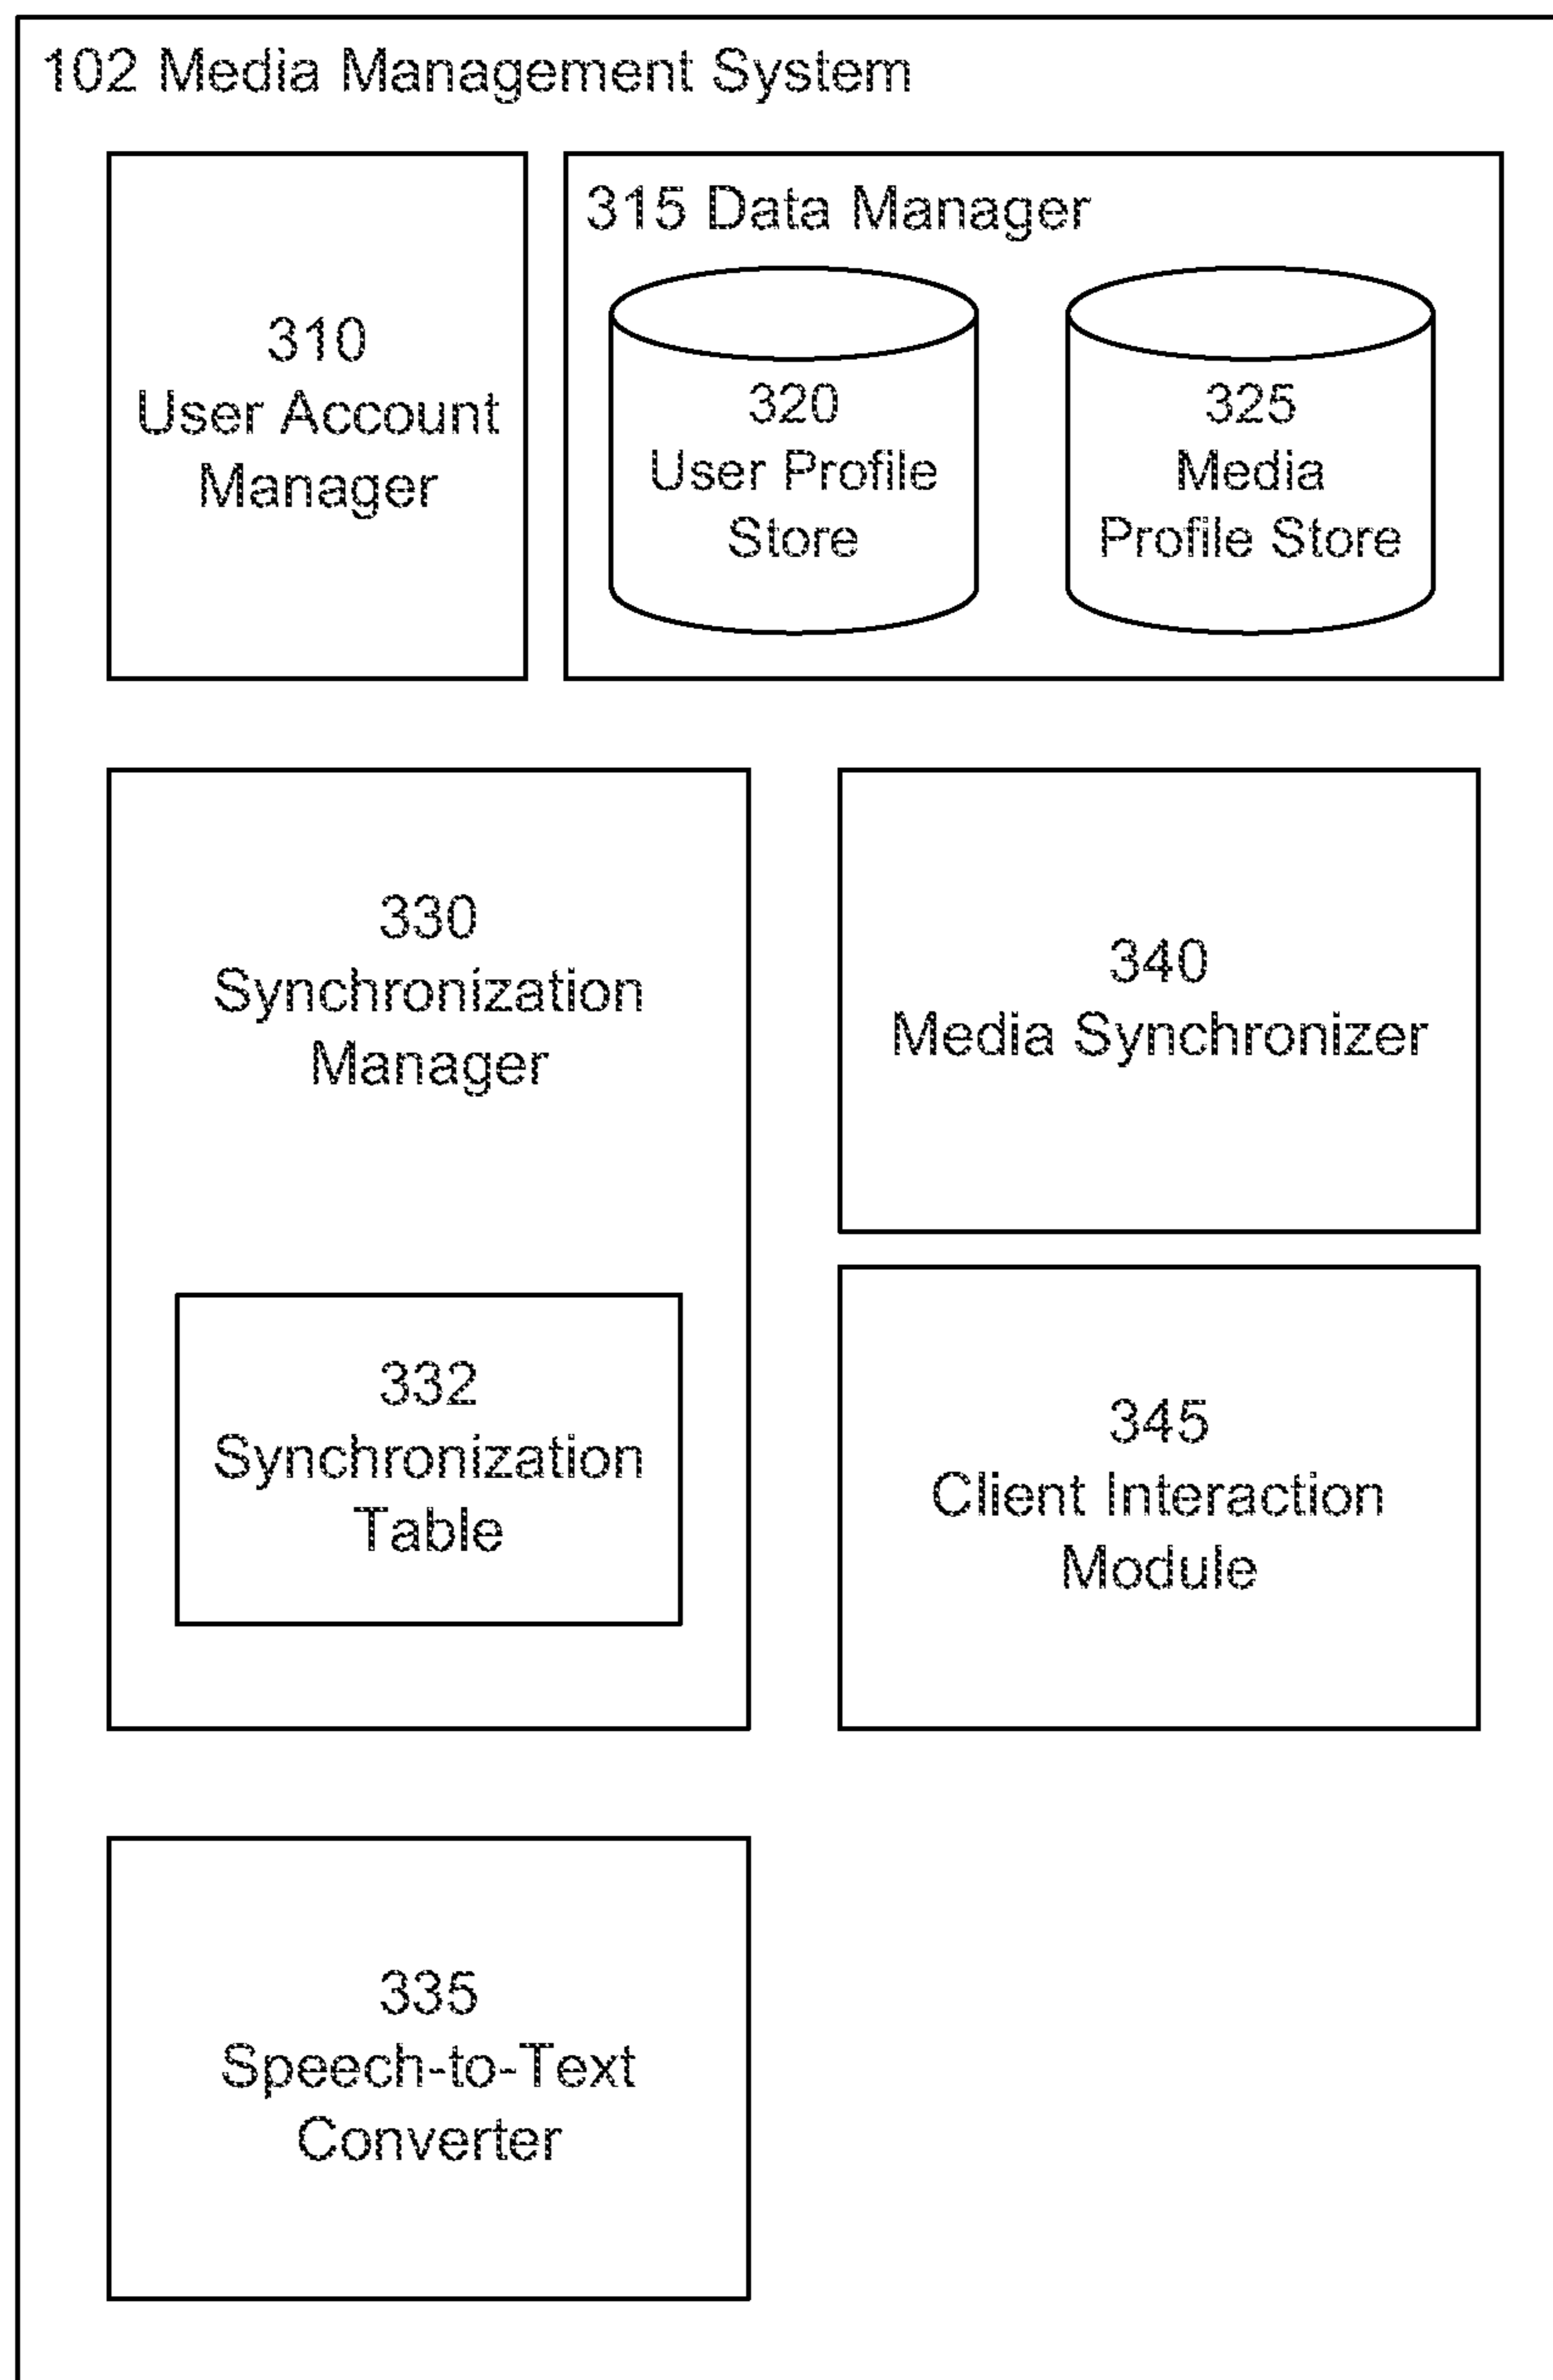 102 Media Management System
310
User Account
Manager
315 Data Manager
320
User Profile
Store
325
Media
Profile Store
330
Synchronization
Manager
332
Synchronization
Table
340
Media Synchronizer
345
Client Interaction
Module
335
Speech-to-Text
Converter